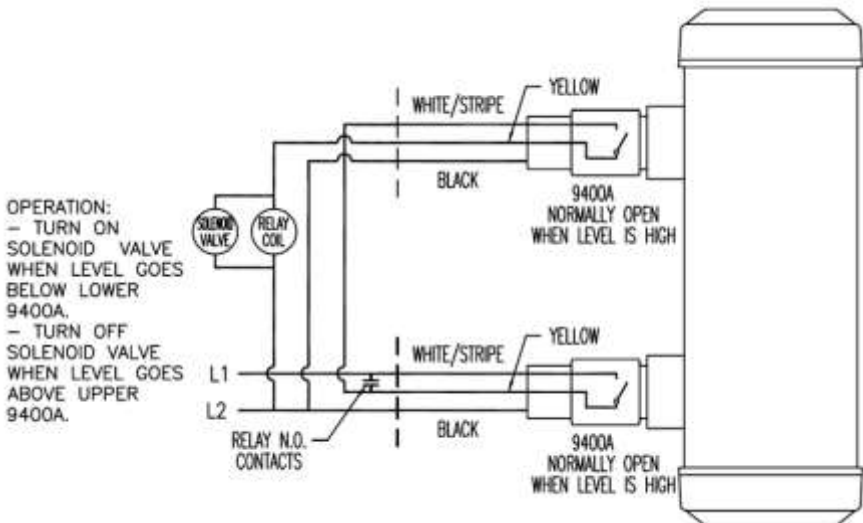 YELLOW
WHITE/STRIPE
BLACK
9400A
NORMALLY OPEN
WHEN LEVEL IS HIGH
SOLENOID
VALVE
RELAY
COIL
OPERATION:
– TURN ON
SOLENOID VALVE
WHEN LEVEL GOES
BELOW LOWER
9400A.
– TURN OFF
SOLENOID VALVE
WHEN LEVEL GOES
ABOVE UPPER
9400A.
L1
L2
YELLOW
WHITE/STRIPE
RELAY N.O.
CONTACTS
BLACK
9400A
NORMALLY OPEN
WHEN LEVEL IS HIGH